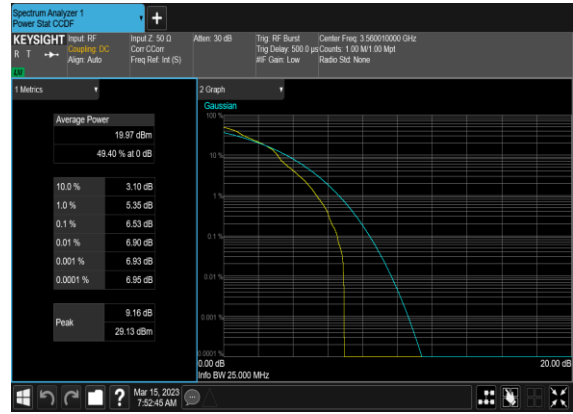 Spectrum Analyzer 1
Power Stat CCDF
+
KEYSIGHT
R T
LV
Input: RF
Coupling: DC
Align: Auto
Input Z: 50 Ω
Corr CCorr
Freq Ref: Int (S)
Atten: 30 dB
Trig: RF Burst
Trig Delay: 500.0 µs
#IF Gain: Low
Center Freq: 3.560010000 GHz
Counts: 1.00 M/1.00 Mpt
Radio Std: None
1 Metrics
Average Power
19.97 dBm
49.40 % at 0 dB
10.0 % 3.10 dB
1.0 % 5.35 dB
0.1 % 6.53 dB
0.01 % 6.90 dB
0.001 % 6.93 dB
0.0001 % 6.95 dB
Peak
9.16 dB
29.13 dBm
2 Graph
Gaussian
100 %
10 %
1 %
0.1 %
0.01 %
0.001 %
0.0001 %
0.00 dB 20.00 dB
Info BW 25.000 MHz
? Mar 15, 2023
7:52:45 AM